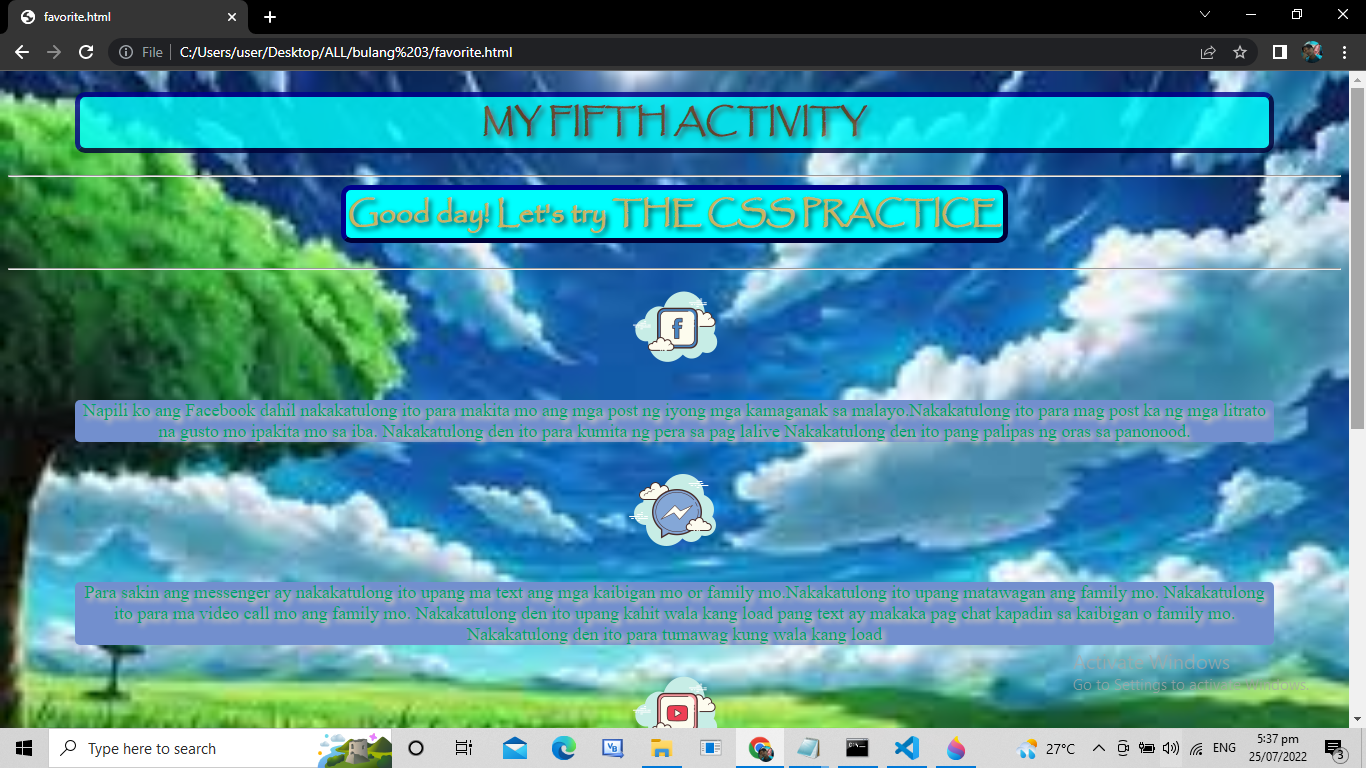 favorite.html
File
C:/Users/user/Desktop/ALL/bulang%203/favorite.html
MY FIFTH ACTIVITY
Good day! Let's try THE CSS PRACTICE
f
Napili ko ang Facebook dahil nakakatulong ito para makita mo ang mga post ng iyong mga kamaganak sa malayo.Nakakatulong ito para mag post ka ng mga litrato
na gusto mo ipakita mo sa iba. Nakakatulong den ito para kumita ng pera sa pag lalive Nakakatulong den ito pang palipas ng oras sa panonood.
Para sakin ang messenger ay nakakatulong ito upang ma text ang mga kaibigan mo or family mo.Nakakatulong ito upang matawagan ang family mo. Nakakatulong
ito para ma video call mo ang family mo. Nakakatulong den ito upang kahit wala kang load pang text ay makaka pag chat kapadin sa kaibigan o family mo.
Nakakatulong den ito para tumawag kung wala kang load
Activate Windows
Go to Settings to activate Windows.
Type here to search
VB
27°C
ENG
5:37 pm
25/07/2022
3